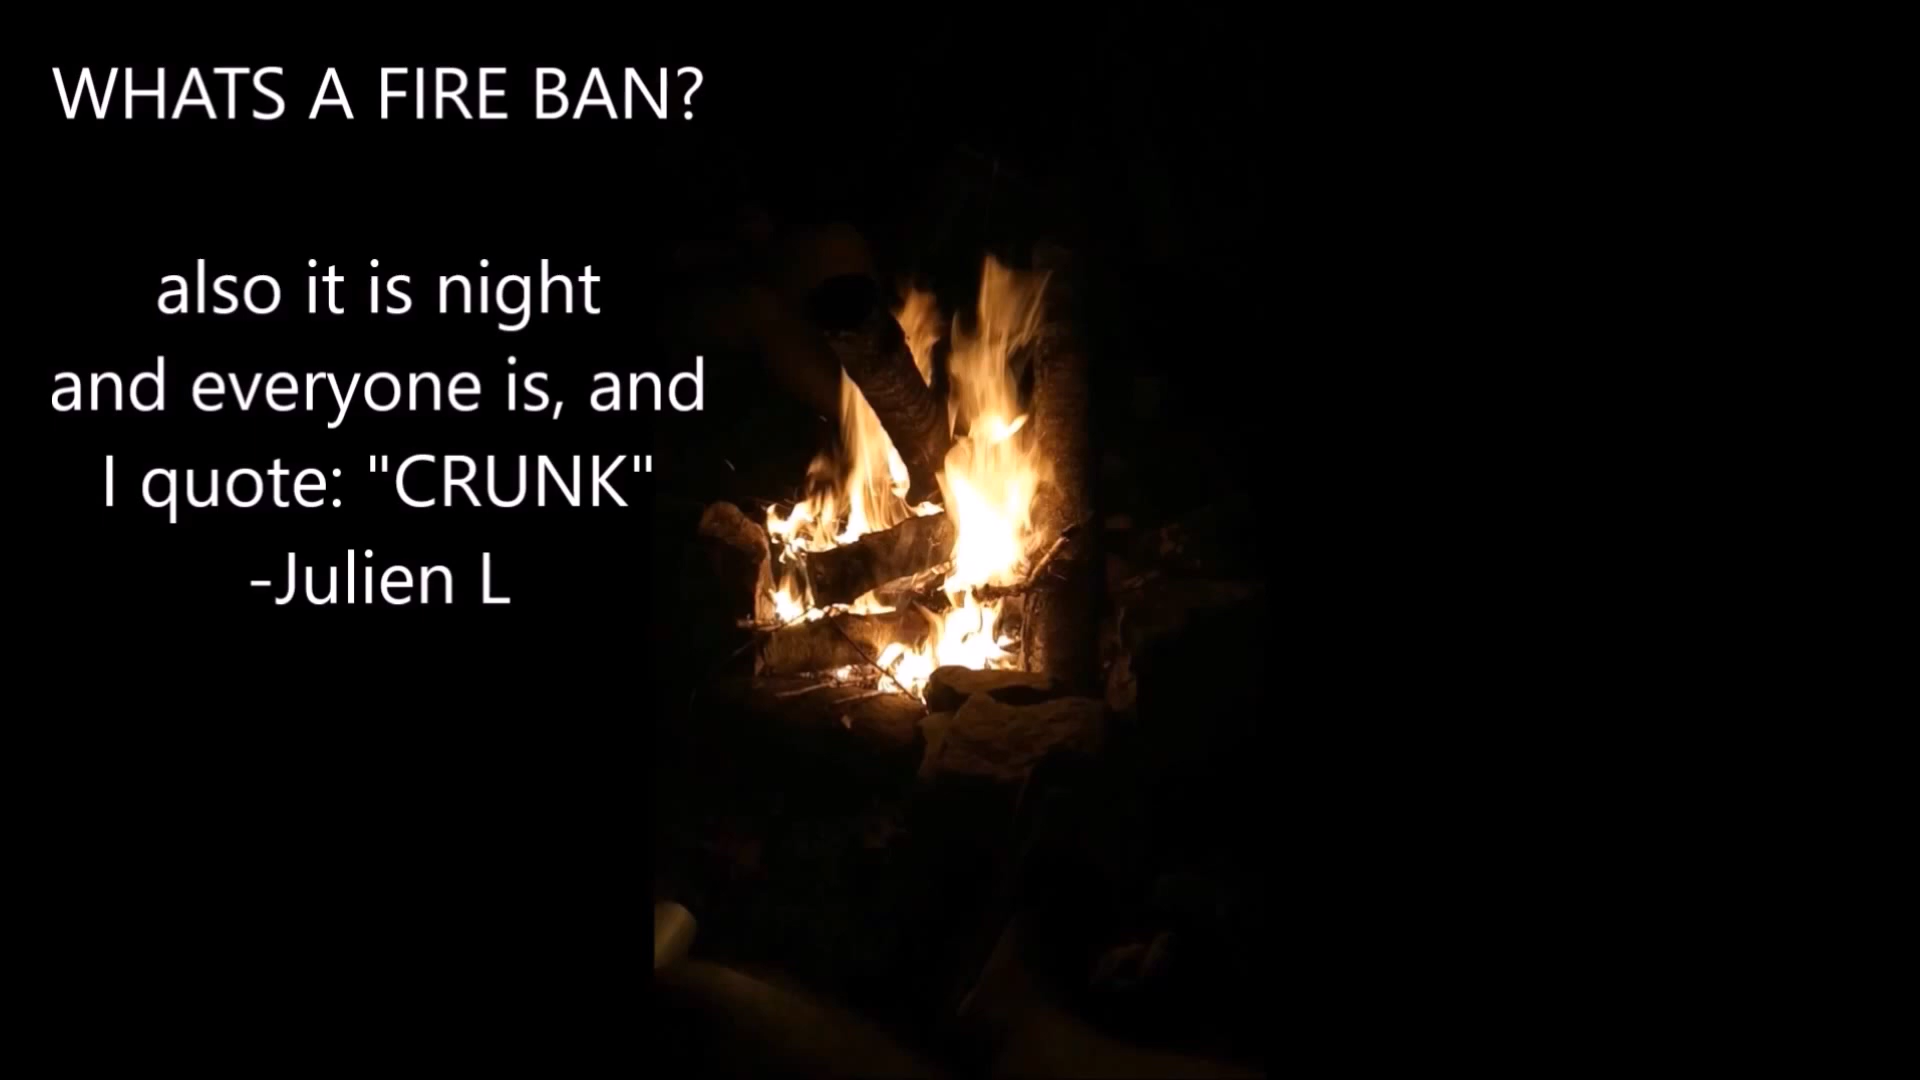 WHATS A FIRE BAN?
also it is night
and everyone is, and
I quote: "CRUNK"
-Julien L